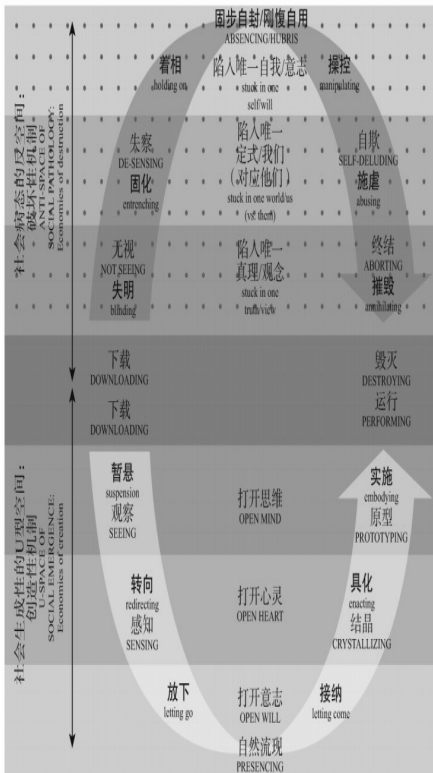 固步自封/刚愎自用
ABSENCING/HUBRIS
着相
holding on
陷入唯一自我/意志
stuck in one
self/will
操控
manipulating
失察
DE-SENSING
固化
entrenching
陷入唯一
定式/我们
(对应他们)
stuck in one world/us
(vs them)
自欺
SELF-DELUDING
施虐
abusing
无视
NOT SEEING
失明
blinding
陷入唯一
真理/观念
stuck in one
truth/view
终结
ABORTING
摧毁
annihilating
社会病态的反空间:
破坏性机制
ANTI-SPACE OF
SOCIAL PATHOLOGY:
Economies of destruction
下载
DOWNLOADING
毁灭
DESTROYING
下载
DOWNLOADING
运行
PERFORMING
暂悬
suspension
观察
SEEING
打开思维
OPEN MIND
实施
embodying
原型
PROTOTYPING
转向
redirecting
感知
SENSING
打开心灵
OPEN HEART
具化
enacting
结晶
CRYSTALLIZING
放下
letting go
打开意志
OPEN WILL
接纳
letting come
自然流现
PRESENCING
社会生成性的U型空间:
创造性机制
U-SPACE OF
SOCIAL EMERGENCE:
Economies of creation